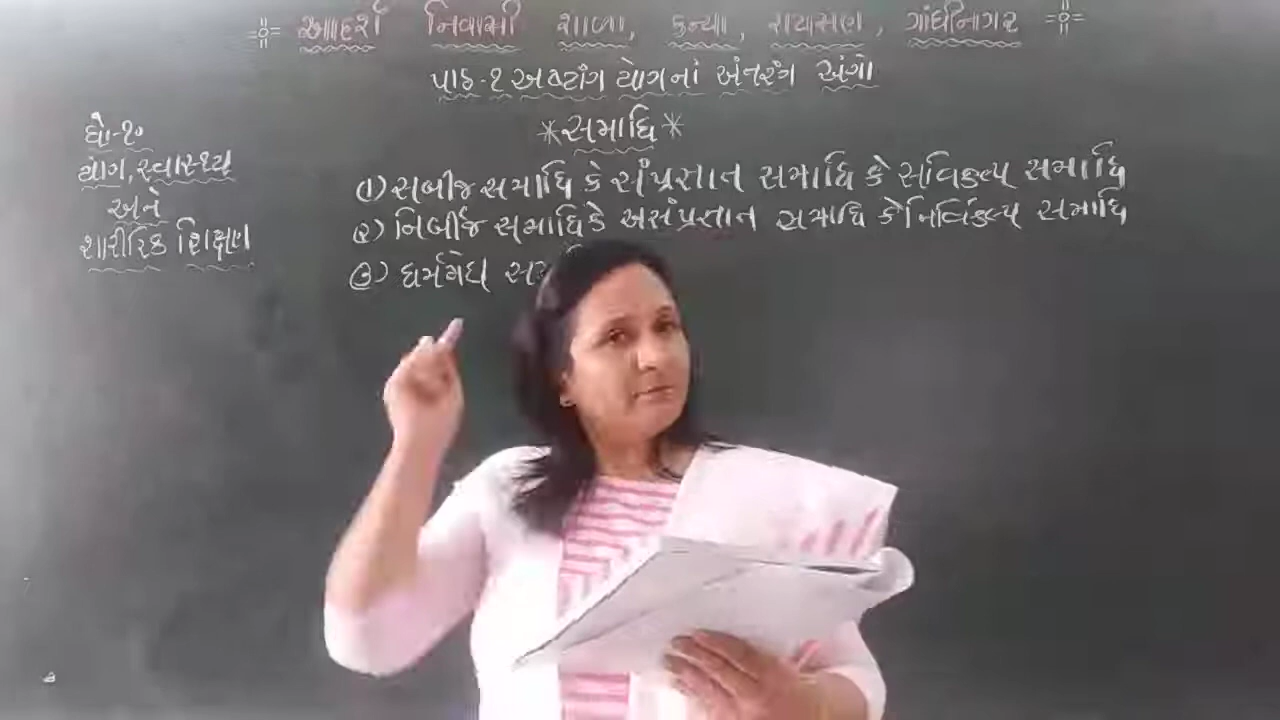 આદર્શ નિવાસી શાળા, કન્યા, રાયસણ, ગાંધીનગર
પાઠ-૧ અષ્ટાંગ યોગનાં અંતરંગ અંગો
*સમાધિ*
ધો-૧૦
યોગ, સ્વાસ્થ્ય
અને
શારીરિક શિક્ષણ
(૧) સબીજ સમાધિ કે સંપ્રજ્ઞાત સમાધિ કે સવિકલ્પ સમાધિ
(૨) નિર્બીજ સમાધિ કે અસંપ્રજ્ઞાત સમાધિ કે નિર્વિકલ્પ સમાધિ
(૩) ધર્મમેઘ